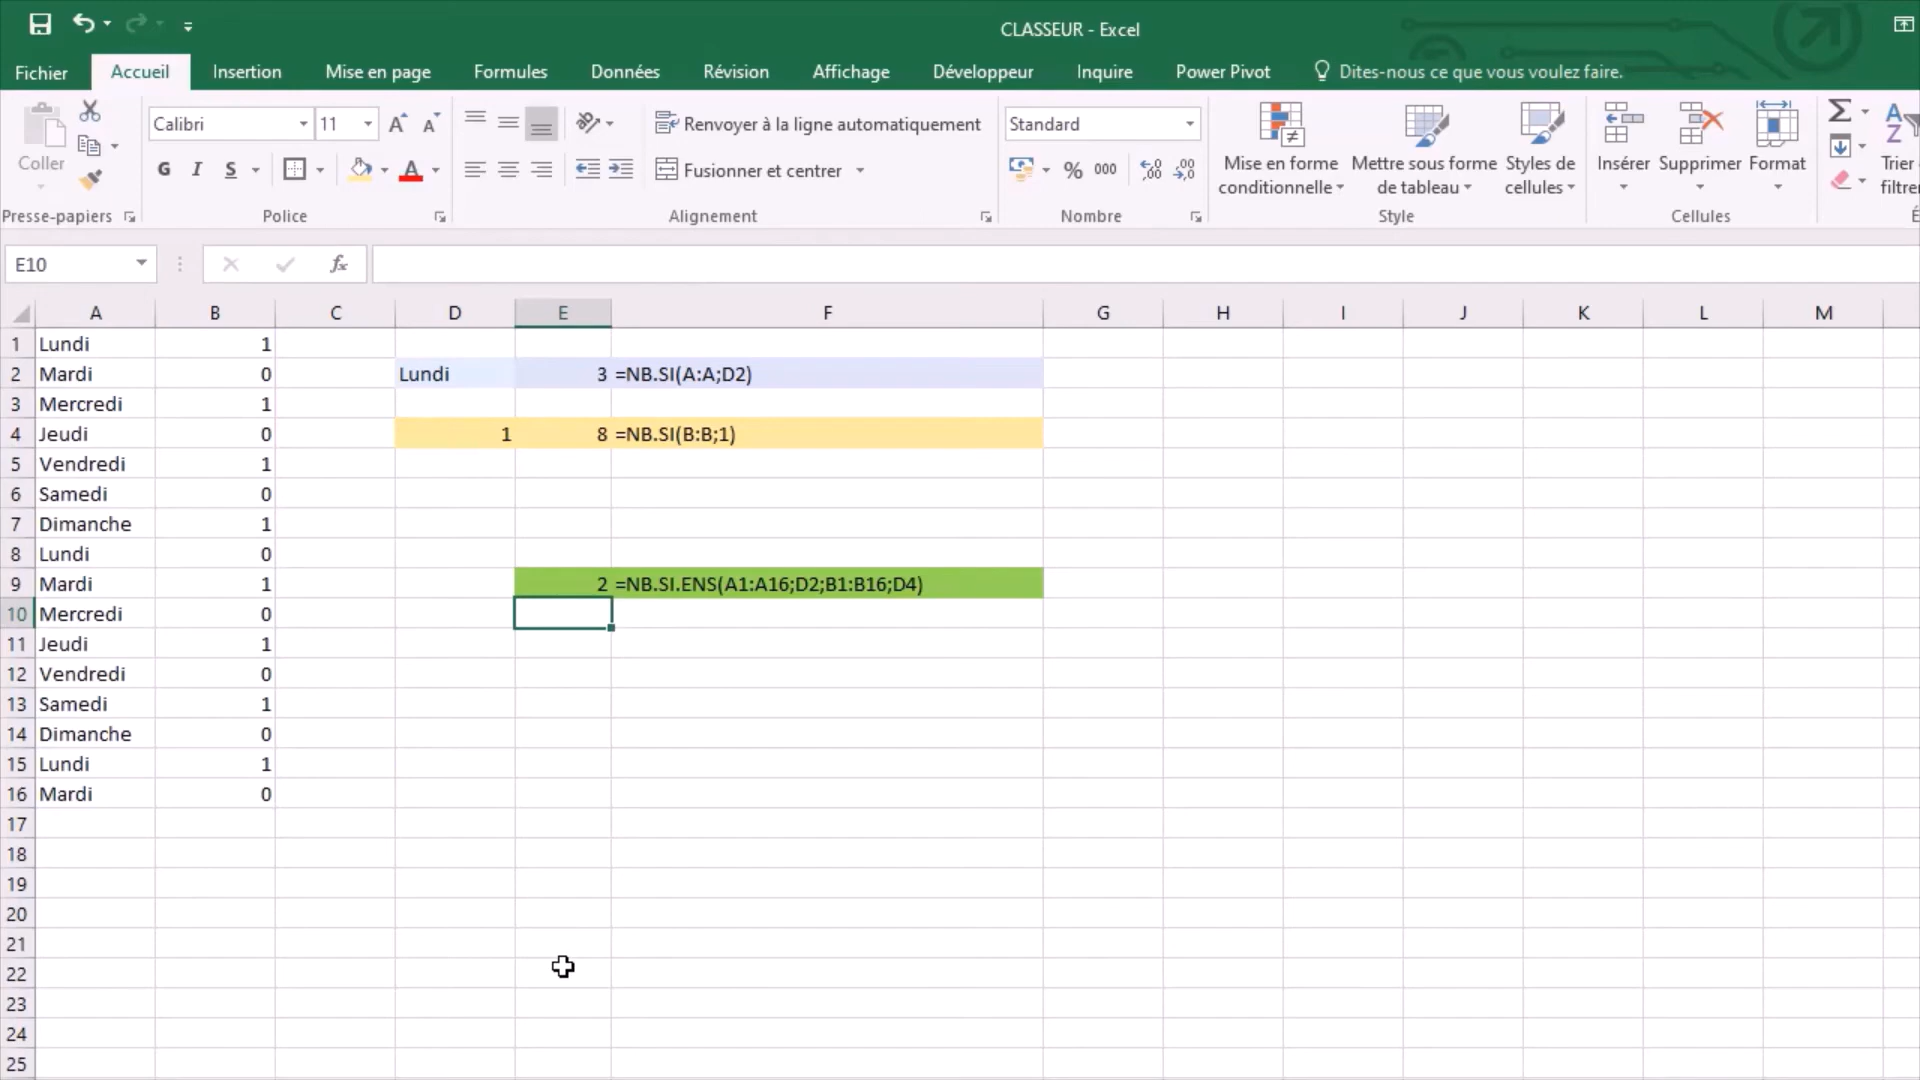 CLASSEUR - Excel
Fichier Accueil Insertion Mise en page Formules Données Révision Affichage Développeur Inquire Power Pivot Dites-nous ce que vous voulez faire.
Coller
Calibri 11
Renvoyer à la ligne automatiquement
Standard
G I S
Fusionner et centrer
% 000
Mise en forme conditionnelle
Mettre sous forme de tableau
Styles de cellules
Insérer Supprimer Format
Trier
filtrer
Presse-papiers Police Alignement Nombre Style Cellules
E10 fx
A B C D E F G H I J K L M
1 Lundi 1
2 Mardi 0 Lundi 3 =NB.SI(A:A;D2)
3 Mercredi 1
4 Jeudi 0 1 8 =NB.SI(B:B;1)
5 Vendredi 1
6 Samedi 0
7 Dimanche 1
8 Lundi 0
9 Mardi 1 2 =NB.SI.ENS(A1:A16;D2;B1:B16;D4)
10 Mercredi 0
11 Jeudi 1
12 Vendredi 0
13 Samedi 1
14 Dimanche 0
15 Lundi 1
16 Mardi 0
17
18
19
20
21
22
23
24
25